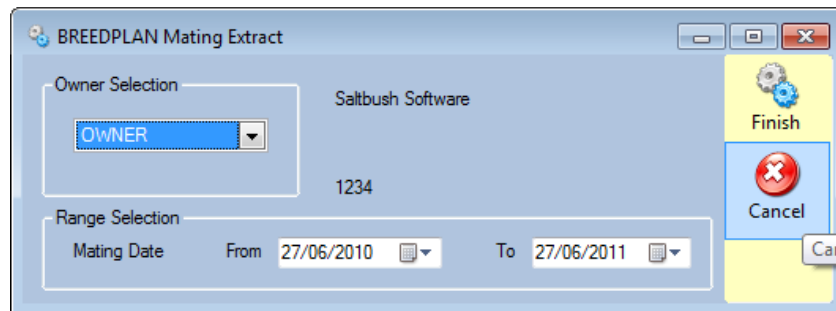 BREEDPLAN Mating Extract
Owner Selection
OWNER
Saltbush Software
1234
Finish
Cancel
Range Selection
Mating Date From 27/06/2010 To 27/06/2011